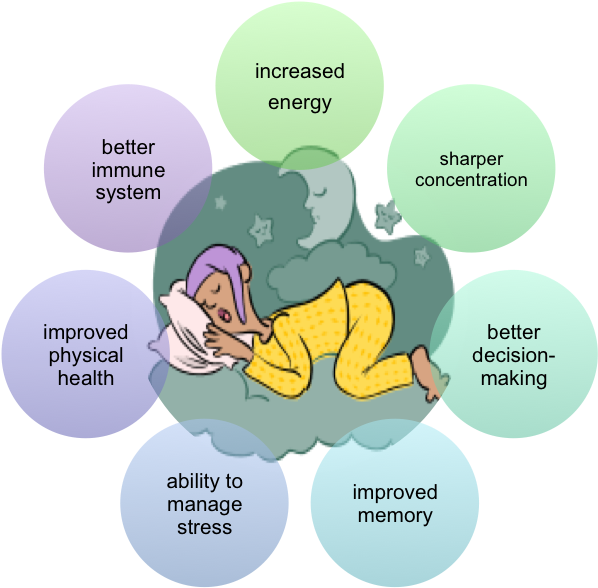 increased
energy
sharper
concentration
better
decision-
making
improved
memory
ability to
manage
stress
improved
physical
health
better
immune
system